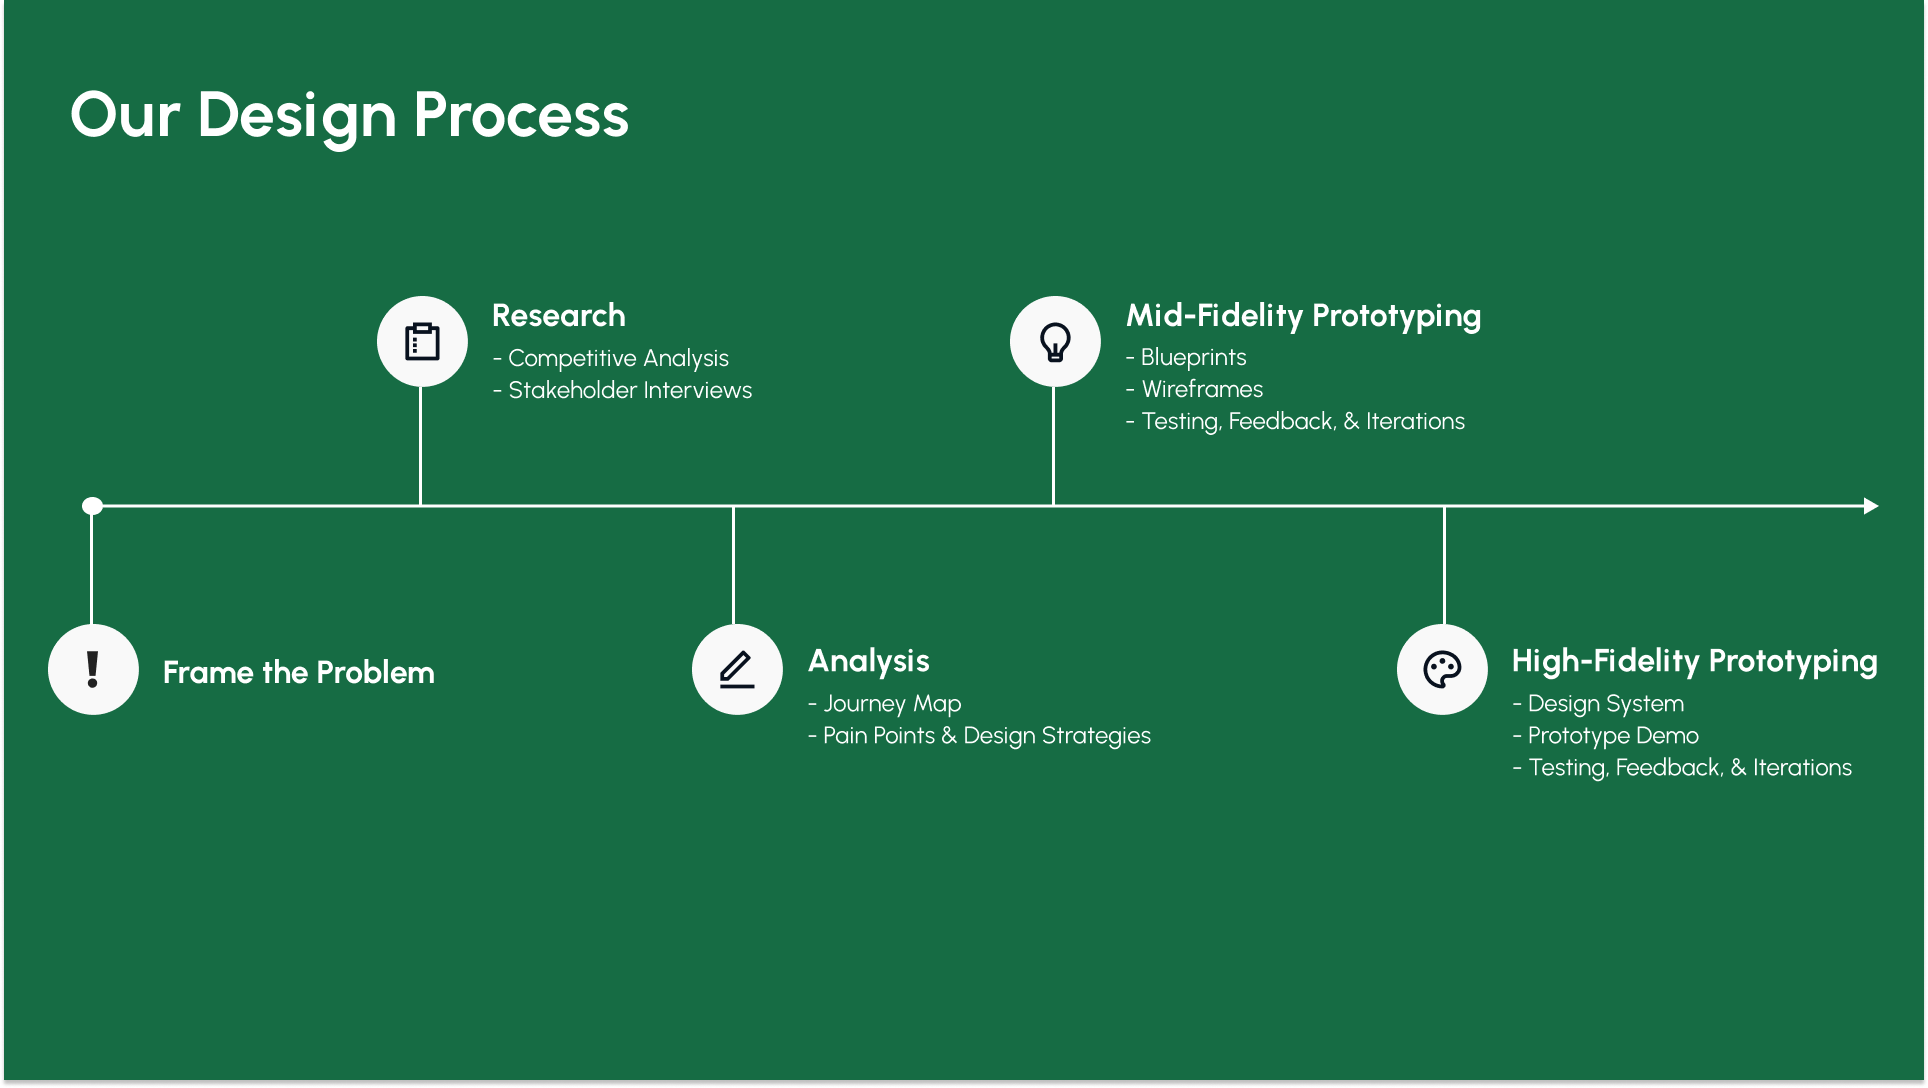 Our Design Process
Research
- Competitive Analysis
- Stakeholder Interviews
Mid-Fidelity Prototyping
- Blueprints
- Wireframes
- Testing, Feedback, & Iterations
!
Frame the Problem
Analysis
- Journey Map
- Pain Points & Design Strategies
High-Fidelity Prototyping
- Design System
- Prototype Demo
- Testing, Feedback, & Iterations